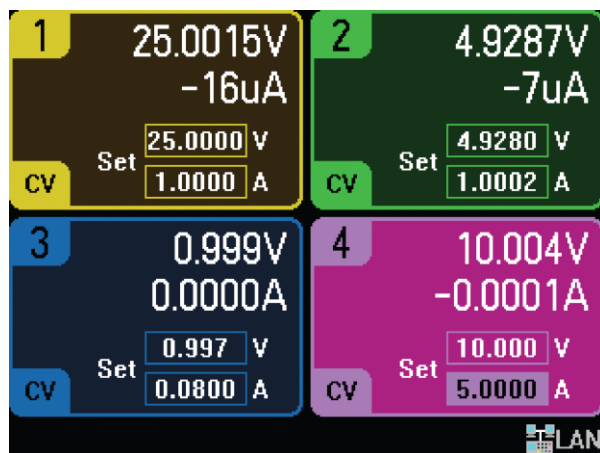 1 25.0015V
-16uA
Set 25.0000 V
1.0000 A
CV
2 4.9287V
-7uA
Set 4.9280 V
1.0002 A
CV
3 0.999V
0.0000A
Set 0.997 V
0.0800 A
CV
4 10.004V
-0.0001A
Set 10.000 V
5.0000 A
CV
LAN